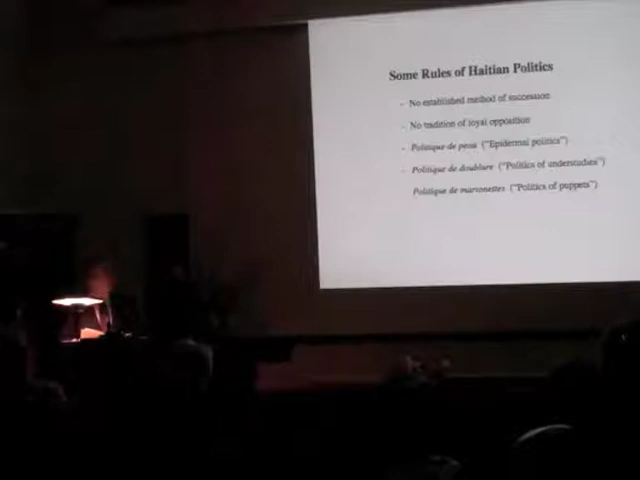 Some Rules of Haitian Politics
- No established method of succession
- No tradition of loyal opposition
- Politique de peau ("Epidermal politics")
- Politique de doublure ("Politics of understudies")
Politique de marionettes ("Politics of puppets")